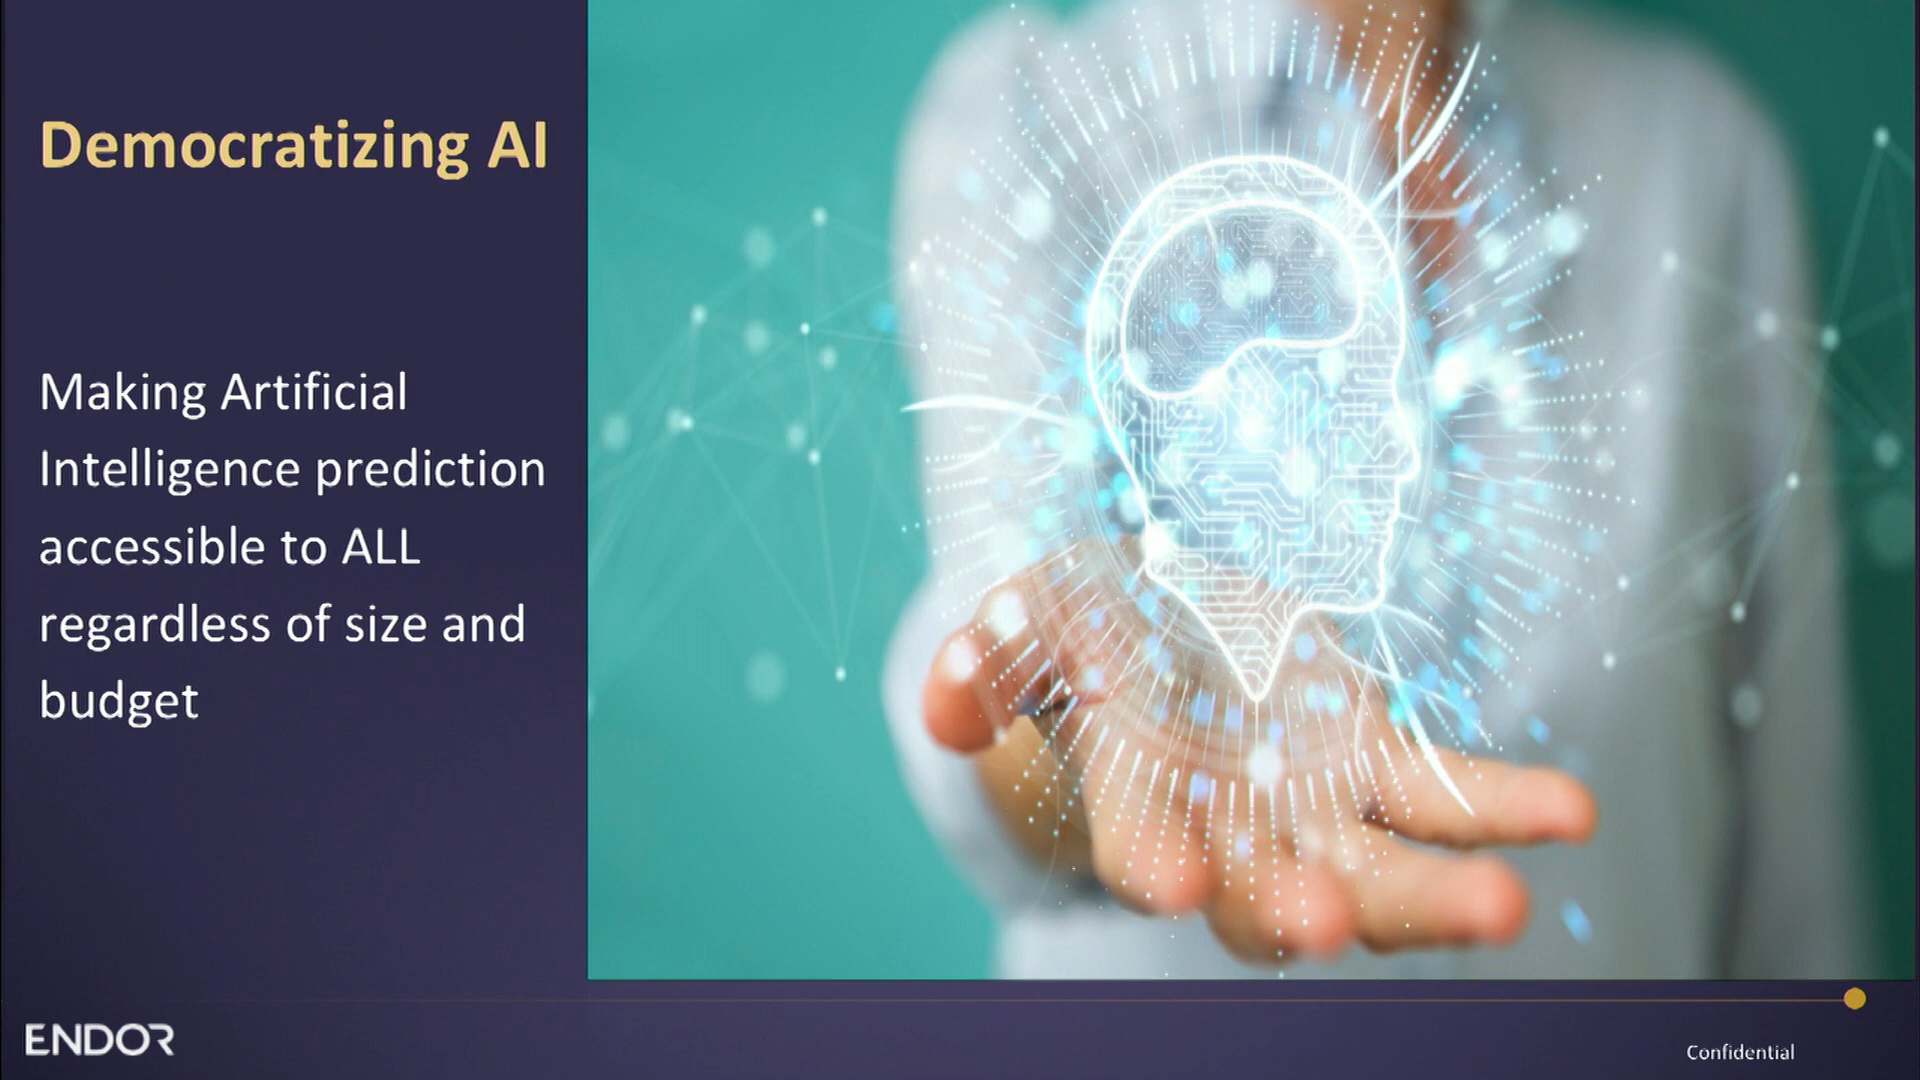 Democratizing AI
Making Artificial
Intelligence prediction
accessible to ALL
regardless of size and
budget
ENDOR
Confidential